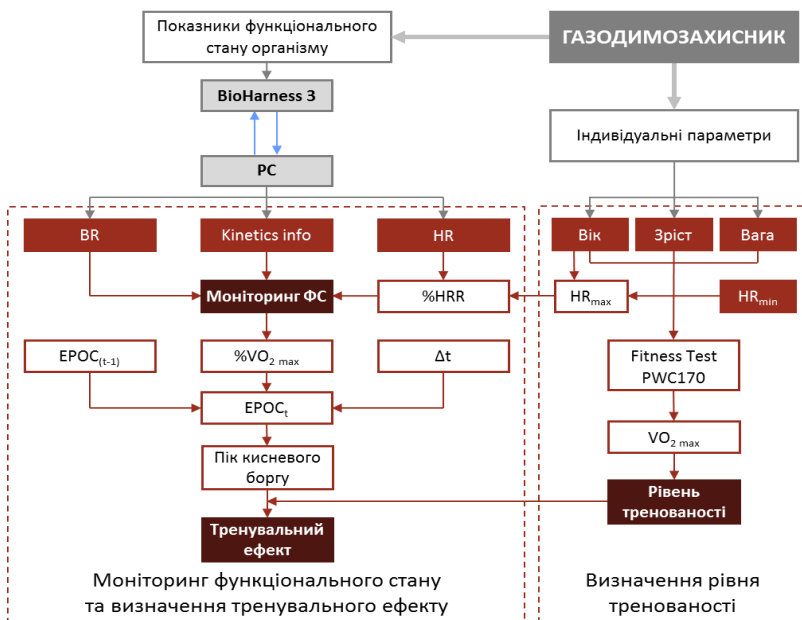 Показники функціонального
стану організму
ГАЗОДИМОЗАХИСНИК
BioHarness 3
Індивідуальні параметри
PC
BR
Kinetics info
HR
Вік
Зріст
Вага
Моніторинг ФС
%HRR
HRmax
HRmin
EPOC(t-1)
%VO2 max
Δt
Fitness Test
PWC170
EPOCt
VO2 max
Пік кисневого
боргу
Рівень
тренованості
Тренувальний
ефект
Моніторинг функціонального стану
та визначення тренувального ефекту
Визначення рівня
тренованості